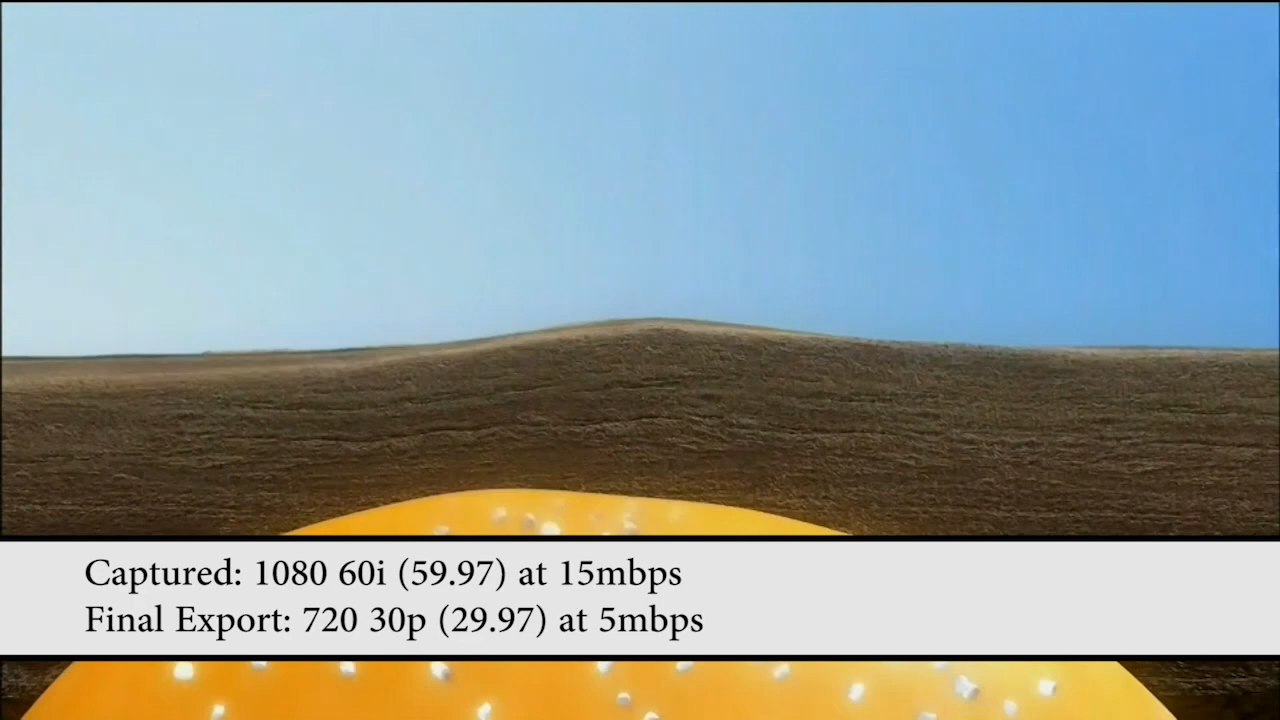 Captured: 1080 60i (59.97) at 15mbps
Final Export: 720 30p (29.97) at 5mbps